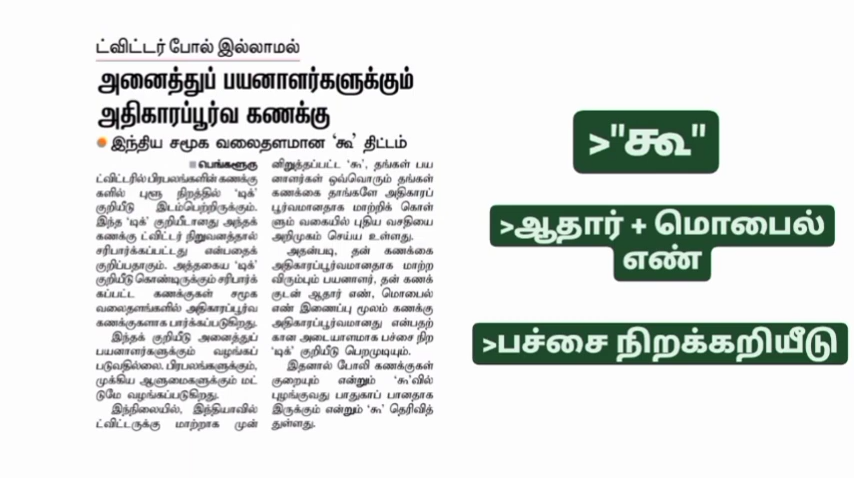 ட்விட்டர் போல் இல்லாமல்
அனைத்துப் பயனாளர்களுக்கும்
அதிகாரப்பூர்வ கணக்கு
இந்திய சமூக வலைதளமான 'கூ' திட்டம்
பெங்களூரு
ட்விட்டரில் பிரபலங்களின் கணக்கு
களில் புளூ நிறத்தில் 'டிக்'
குறியீடு இடம்பெற்றிருக்கும்.
இந்த 'டிக்' குறியீடானது அந்தக்
கணக்கு ட்விட்டர் நிறுவனத்தால்
சரிபார்க்கப்பட்டது என்பதைக்
குறிப்பதாகும். அத்தகைய 'டிக்'
குறியீடு கொண்டிருக்கும் சரிபார்க்
கப்பட்ட கணக்குகள் சமூக
வலைதளங்களில் அதிகாரப்பூர்வ
கணக்குகளாக பார்க்கப்படுகிறது.
இந்தக் குறியீடு அனைத்துப்
பயனாளர்களுக்கும் வழங்கப்
படுவதில்லை. பிரபலங்களுக்கும்,
முக்கிய ஆளுமைகளுக்கும் மட்
டுமே வழங்கப்படுகிறது.
இந்நிலையில், இந்தியாவில்
ட்விட்டருக்கு மாற்றாக முன்
னிறுத்தப்பட்ட 'கூ', தங்கள் பய
னாளர்கள் ஒவ்வொரும் தங்கள்
கணக்கை தாங்களே அதிகாரப்
பூர்வமானதாக மாற்றிக் கொள்
ளும் வகையில் புதிய வசதியை
அறிமுகம் செய்ய உள்ளது.
அதன்படி, தன் கணக்கை
அதிகாரப்பூர்வமானதாக மாற்ற
விரும்பும் பயனாளர், தன் கணக்
குடன் ஆதார் எண், மொபைல்
எண் இணைப்பு மூலம் கணக்கு
அதிகாரப்பூர்வமானது என்பதற்
கான அடையாளமாக பச்சை நிற
'டிக்' குறியீடு பெறமுடியும்.
இதனால் போலி கணக்குகள்
குறையும் என்றும் 'கூ'வில்
புழங்குவது பாதுகாப் பானதாக
இருக்கும் என்றும் 'கூ' தெரிவித்
துள்ளது.
>"கூ"
>ஆதார் + மொபைல்
எண்
>பச்சை நிறக்கறியீடு